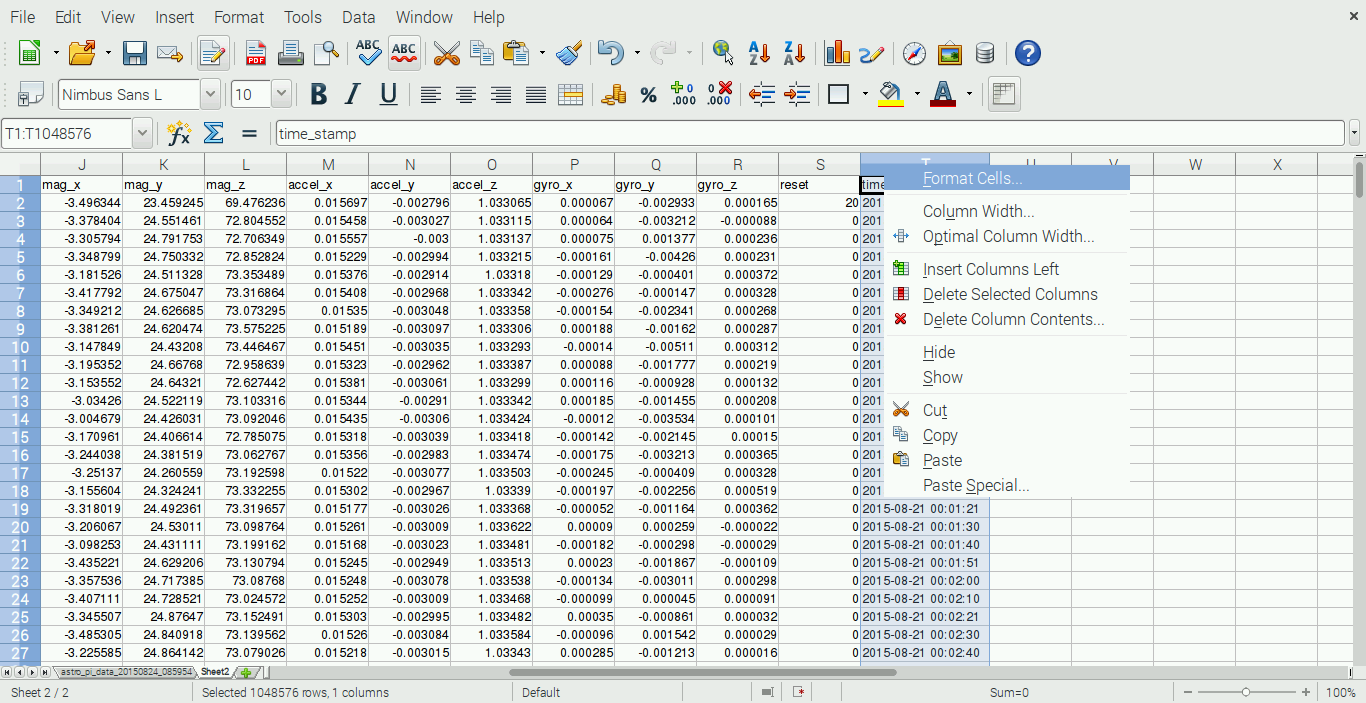 File Edit View Insert Format Tools Data Window Help
Nimbus Sans L 10
T1:T1048576 time_stamp
J K L M N O P Q R S T U V W X
1 mag_x mag_y mag_z accel_x accel_y accel_z gyro_x gyro_y gyro_z reset time Format Cells...
2 -3.496344 23.459245 69.476236 0.015697 -0.002796 1.033065 0.000067 -0.002933 0.000165 20 201
3 -3.378404 24.551461 72.804552 0.015458 -0.003027 1.033115 0.000064 -0.003212 -0.000088 0 201 Column Width...
4 -3.305794 24.791753 72.706349 0.015557 -0.003 1.033137 0.000075 0.001377 0.000236 0 201 Optimal Column Width...
5 -3.348799 24.750332 72.852824 0.015229 -0.002994 1.033215 -0.000161 -0.00426 0.000231 0 201
6 -3.181526 24.511328 73.353489 0.015376 -0.002914 1.03318 -0.000129 -0.000401 0.000372 0 201 Insert Columns Left
7 -3.417792 24.675047 73.316864 0.015408 -0.002968 1.033342 -0.000276 -0.000147 0.000328 0 201 Delete Selected Columns
8 -3.349212 24.626685 73.073295 0.01535 -0.003048 1.033358 -0.000154 -0.002341 0.000268 0 201 Delete Column Contents...
9 -3.381261 24.620474 73.575225 0.015189 -0.003097 1.033306 0.000188 -0.00162 0.000287 0 201
10 -3.147849 24.43208 73.446467 0.015451 -0.003035 1.033293 -0.00014 -0.00511 0.000312 0 201 Hide
11 -3.195352 24.66768 72.958639 0.015323 -0.002962 1.033387 0.000088 -0.001777 0.000219 0 201
12 -3.153552 24.64321 72.627442 0.015381 -0.003061 1.033299 0.000116 -0.000928 0.000132 0 201 Show
13 -3.03426 24.522119 73.103316 0.015344 -0.00291 1.033342 0.000185 -0.001455 0.000208 0 201
14 -3.004679 24.426031 73.092046 0.015435 -0.00306 1.033424 -0.00012 -0.003534 0.000101 0 201 Cut
15 -3.170961 24.406614 72.785075 0.015318 -0.003039 1.033418 -0.000142 -0.002145 0.00015 0 201 Copy
16 -3.244038 24.381519 73.062767 0.015356 -0.002983 1.033474 -0.000175 -0.003213 0.000365 0 201 Paste
17 -3.25137 24.260559 73.192598 0.01522 -0.003077 1.033503 -0.000245 -0.000409 0.000328 0 201
18 -3.155604 24.324241 73.332255 0.015302 -0.002967 1.03339 -0.000197 -0.002256 0.000519 0 201 Paste Special...
19 -3.318019 24.492361 73.319657 0.015177 -0.003026 1.033368 -0.000052 -0.001164 0.000362 0 2015-08-21 00:01:21
20 -3.206067 24.53011 73.098764 0.015261 -0.003009 1.033622 0.00009 0.000259 -0.000022 0 2015-08-21 00:01:30
21 -3.098253 24.431111 73.199162 0.015168 -0.003023 1.033481 -0.000182 -0.000298 -0.000029 0 2015-08-21 00:01:40
22 -3.435221 24.629206 73.130794 0.015245 -0.002949 1.033513 0.00023 -0.001867 -0.000109 0 2015-08-21 00:01:51
23 -3.357536 24.717385 73.08768 0.015248 -0.003078 1.033538 -0.000134 -0.003011 0.000298 0 2015-08-21 00:02:00
24 -3.407111 24.728521 73.024572 0.015252 -0.003009 1.033468 -0.000099 0.000045 0.000091 0 2015-08-21 00:02:10
25 -3.345507 24.87647 73.152491 0.015303 -0.002995 1.033482 0.00035 -0.000861 0.000032 0 2015-08-21 00:02:21
26 -3.485305 24.840918 73.139562 0.01526 -0.003084 1.033584 -0.000096 0.001542 0.000029 0 2015-08-21 00:02:30
27 -3.225585 24.864142 73.079026 0.015218 -0.003015 1.03343 0.000285 -0.001213 0.000016 0 2015-08-21 00:02:40
astro_pi_data_20150824_085954 Sheet2
Sheet 2 / 2 Selected 1048576 rows, 1 columns Default Sum=0 100%